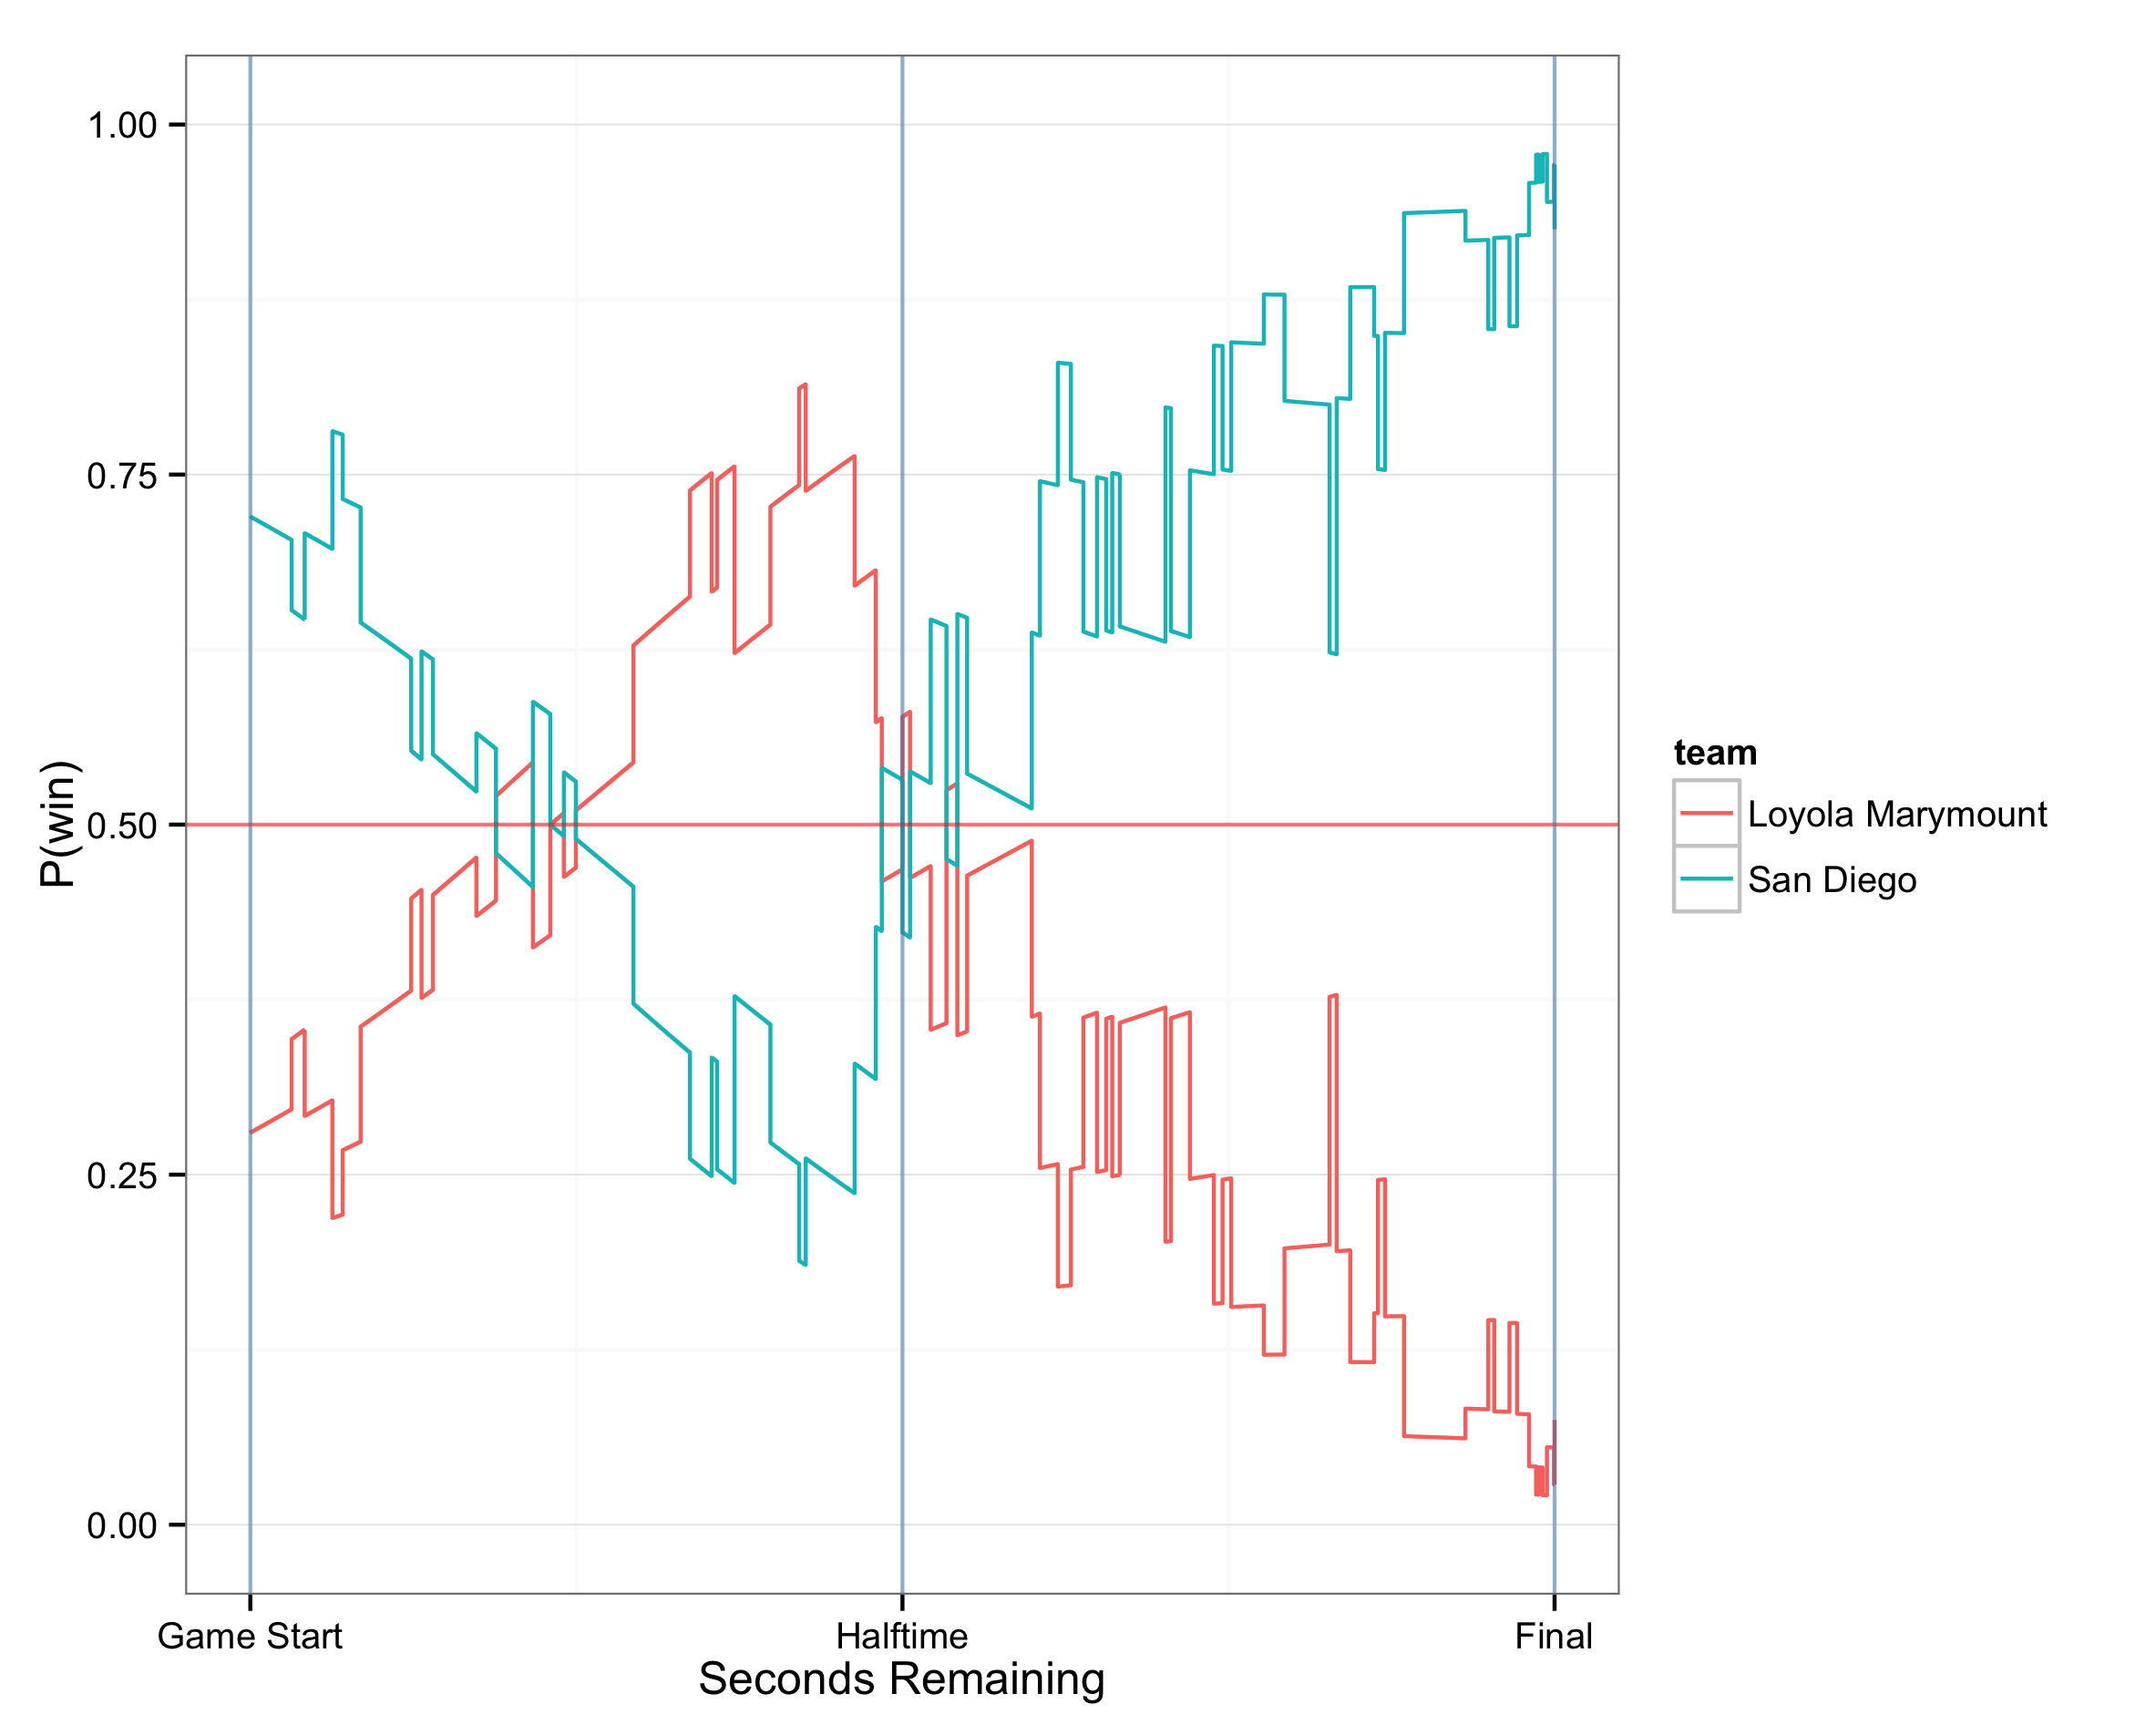 1.00
0.75
0.50
0.25
0.00
P(win)
Game Start
Halftime
Final
Seconds Remaining
team
Loyola Marymount
San Diego